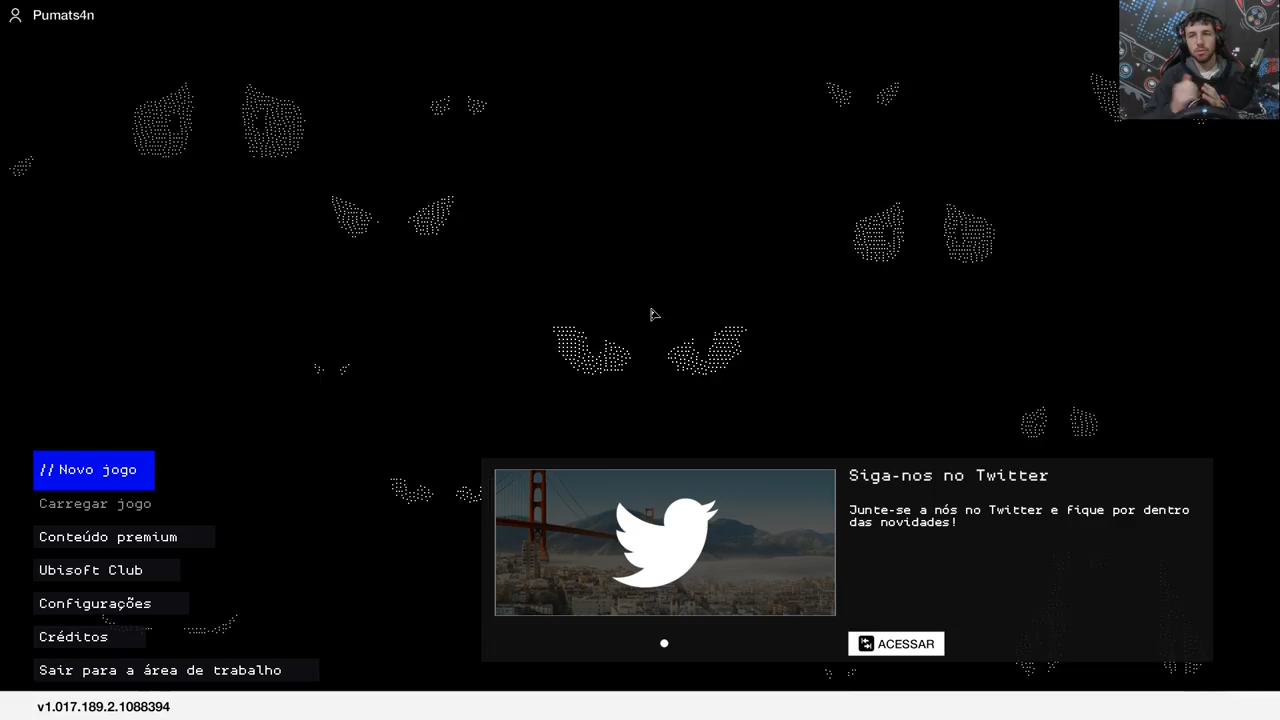 Pumats4n
// Novo jogo
Carregar jogo
Conteúdo premium
Ubisoft Club
Configurações
Créditos
Sair para a área de trabalho
Siga-nos no Twitter
Junte-se a nós no Twitter e fique por dentro
das novidades!
ACESSAR
v1.017.189.2.1088394